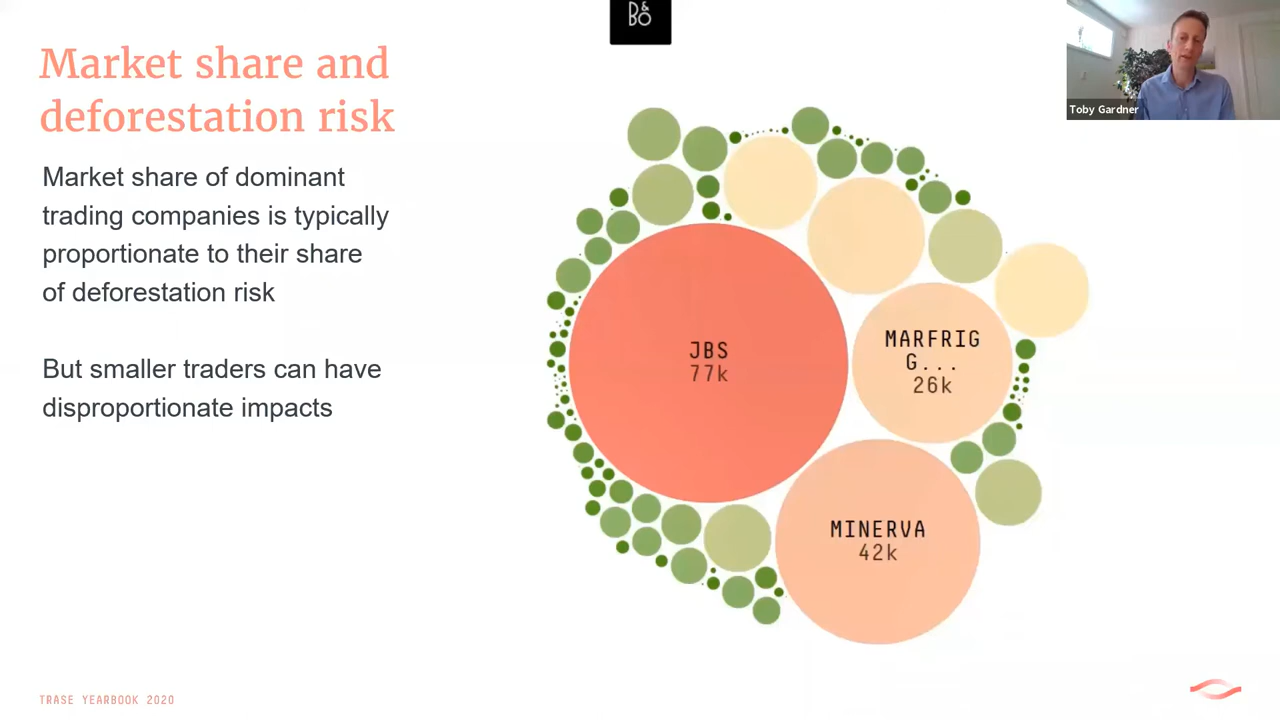 D&
BO
Market share and
deforestation risk
Toby Gardner
Market share of dominant
trading companies is typically
proportionate to their share
of deforestation risk
But smaller traders can have
disproportionate impacts
JBS
77k
MARFRIG
G...
26k
MINERVA
42k
TRASE YEARBOOK 2020